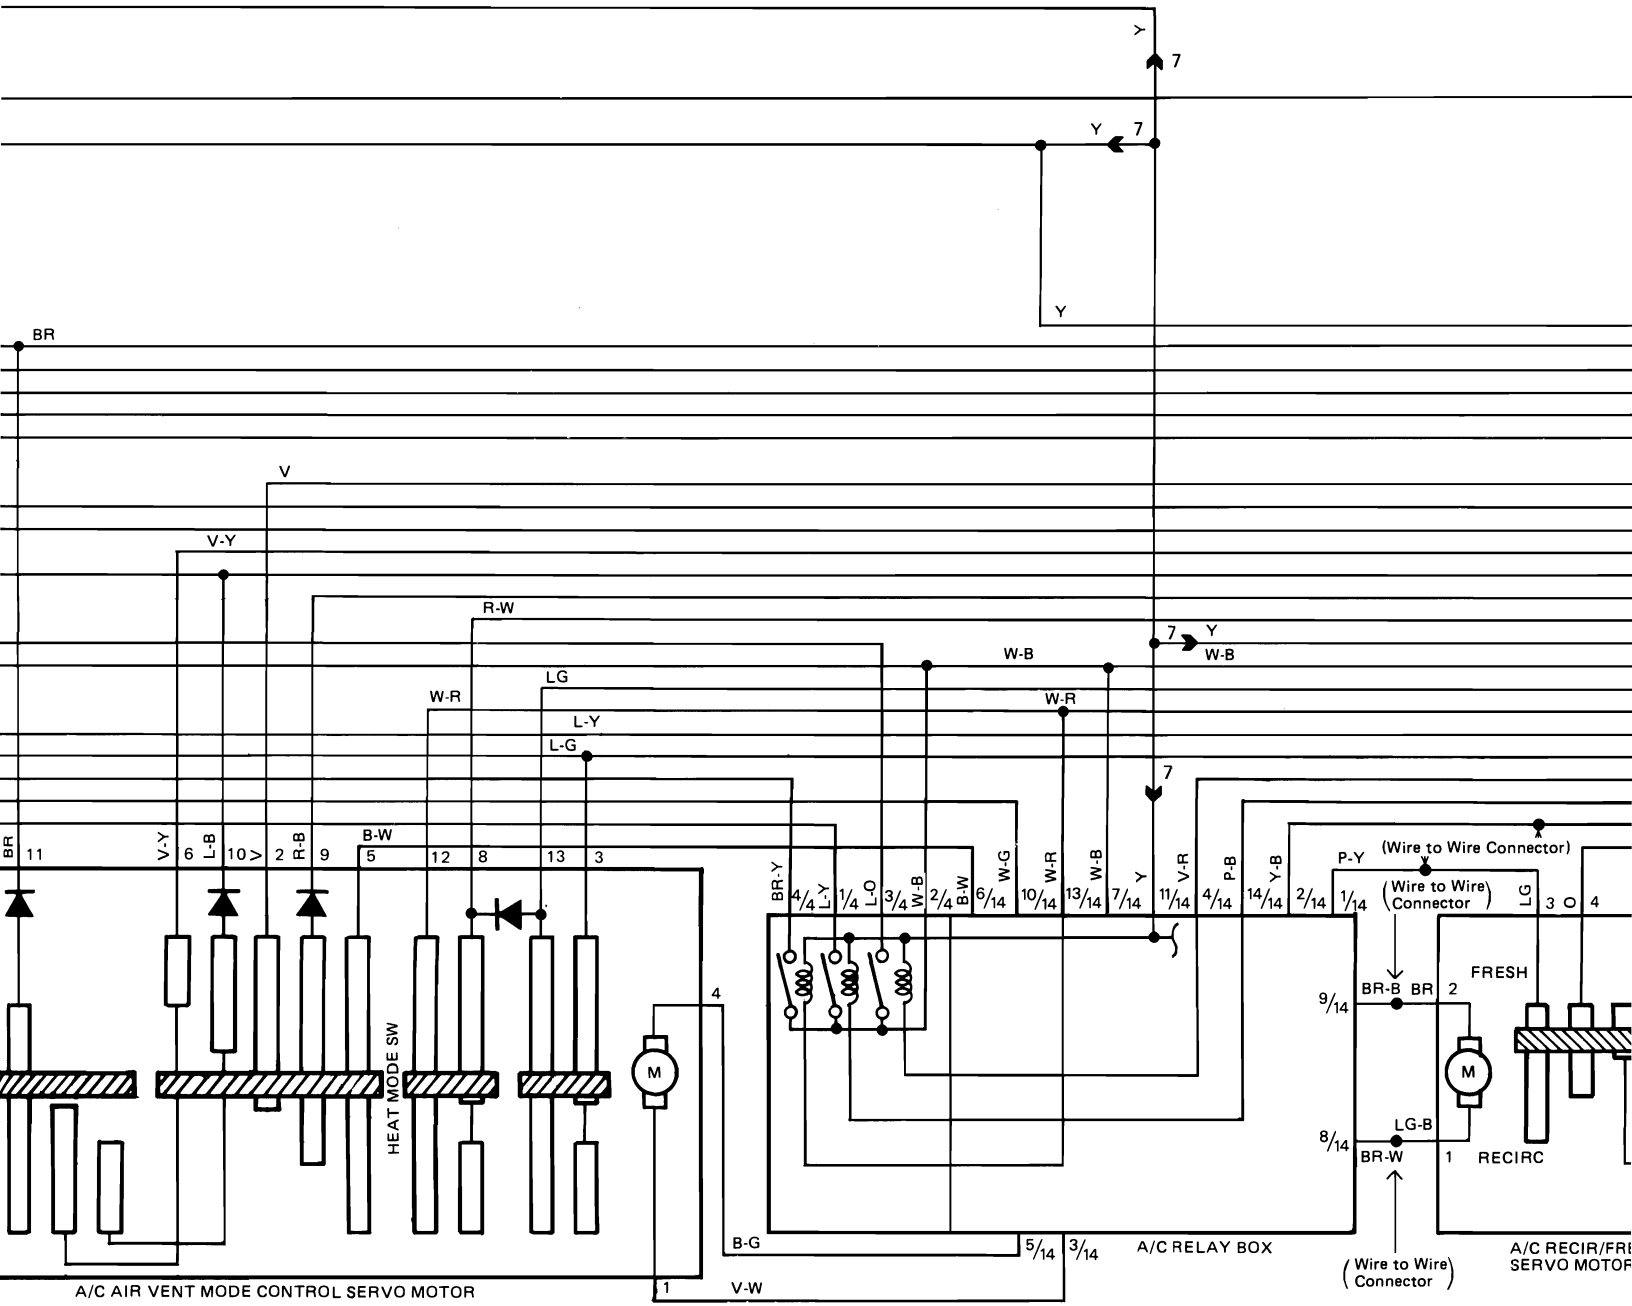 Y
7
Y 7
Y
BR
V
V-Y
R-W
7 Y
W-B W-B
LG
W-R W-R
L-Y
L-G
7
BR 11 V-Y 6 L-B 10 V 2 R-B 9 B-W 5 12 8 13 3
BR-Y 4/4 L-Y 1/4 L-O 3/4 W-B 2/4 B-W 6/14 W-G 10/14 W-R 13/14 W-B 7/14 Y 11/14 V-R 4/14 P-B 14/14 Y-B 2/14 1/14
(Wire to Wire Connector)
P-Y
(Wire to Wire
Connector)
LG 3 O 4
HEAT MODE SW
4
M
FRESH
9/14 BR-B BR 2
M
8/14 LG-B
BR-W 1 RECIRC
B-G 5/14 3/14 A/C RELAY BOX
A/C RECIR/FRE
SERVO MOTOR
(Wire to Wire
Connector)
A/C AIR VENT MODE CONTROL SERVO MOTOR
1 V-W